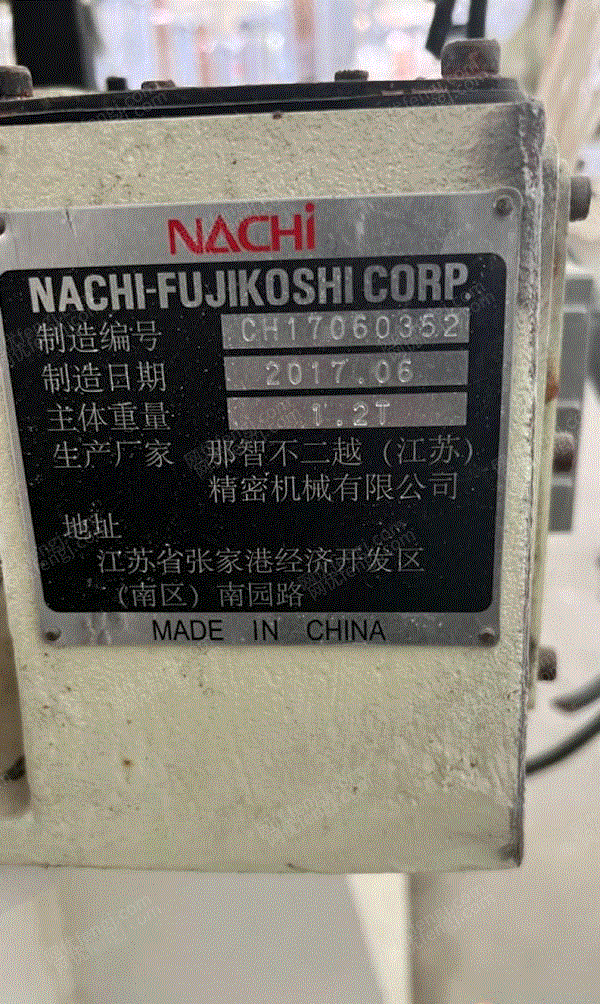 NACHi
NACHI-FUJIKOSHI CORP.
制造编号 CH17060352
制造日期 2017.06
主体重量 1.2T
生产厂家 那智不二越(江苏)
精密机械有限公司
地址
江苏省张家港经济开发区
(南区)南园路
MADE IN CHINA